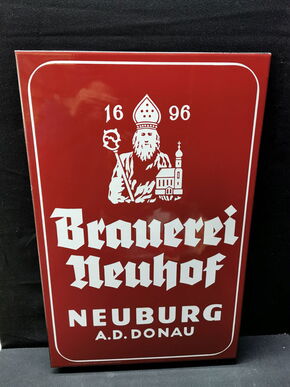 16 96
Brauerei
Neuhof
NEUBURG
A.D.DONAU